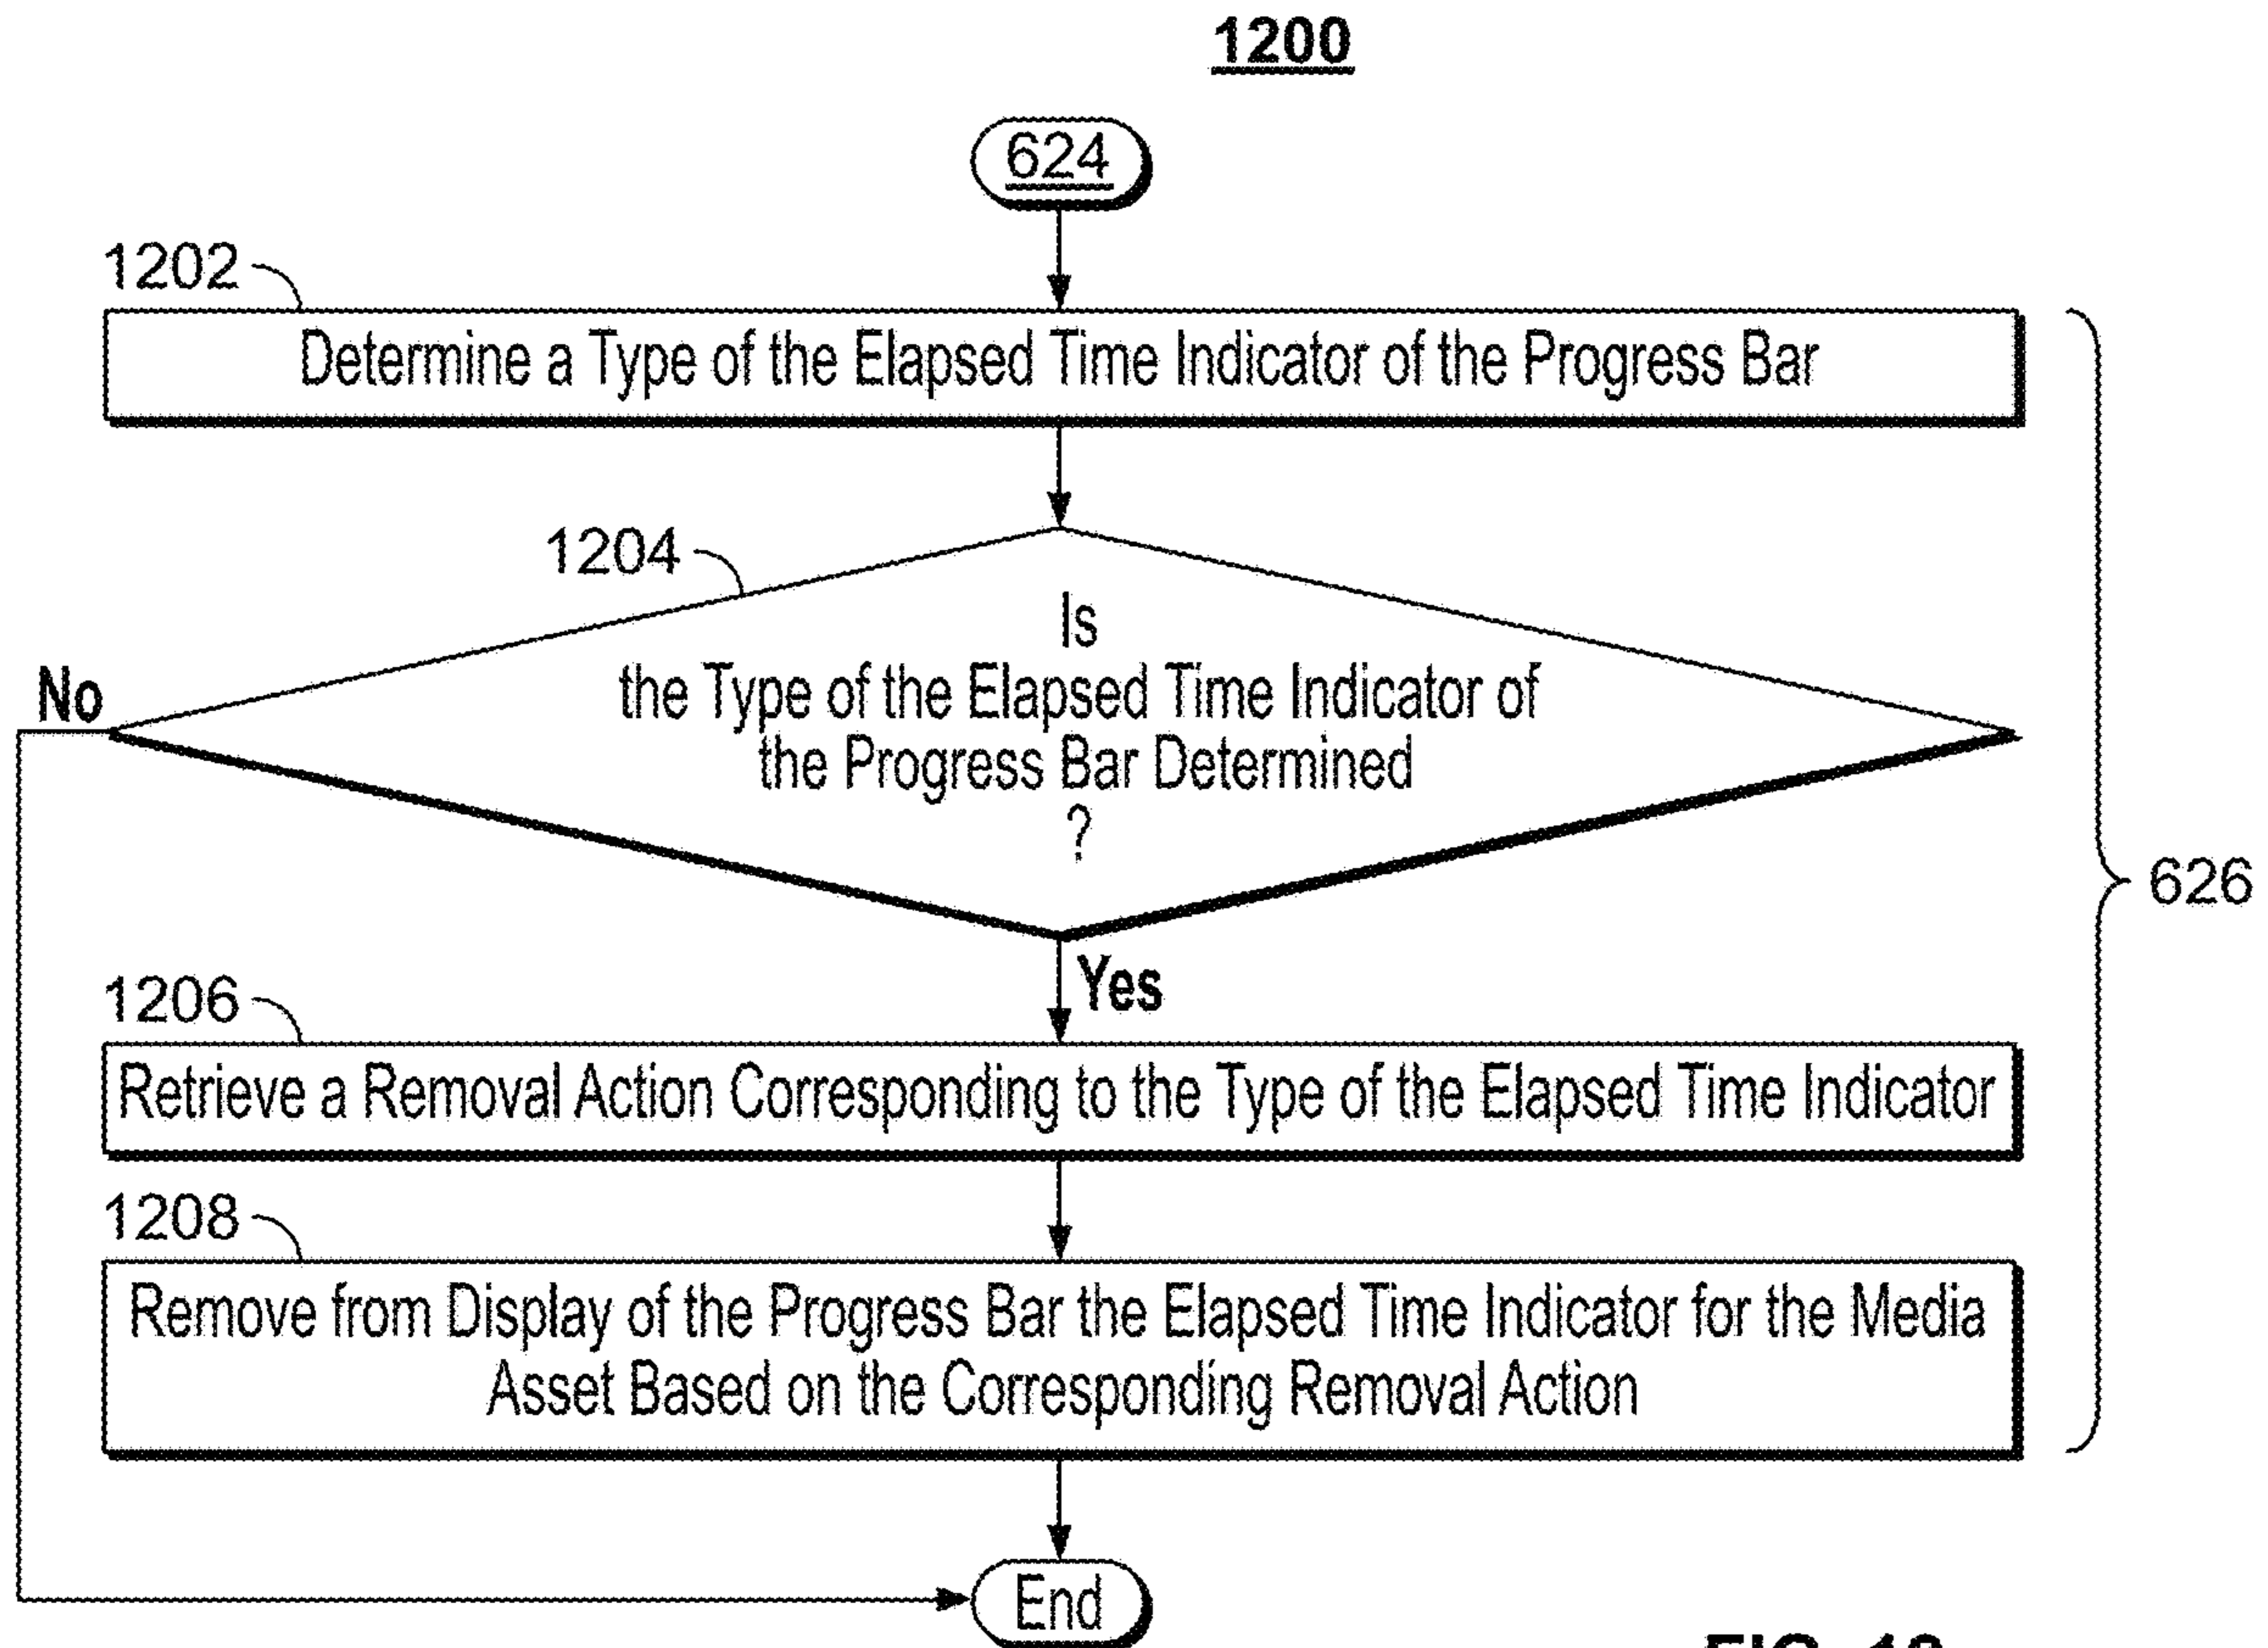 1200
624
1202
Determine a Type of the Elapsed Time Indicator of the Progress Bar
1204
Is
the Type of the Elapsed Time Indicator of
the Progress Bar Determined
?
No
626
Yes
1206
Retrieve a Removal Action Corresponding to the Type of the Elapsed Time Indicator
1208
Remove from Display of the Progress Bar the Elapsed Time Indicator for the Media
Asset Based on the Corresponding Removal Action
End
FIG.